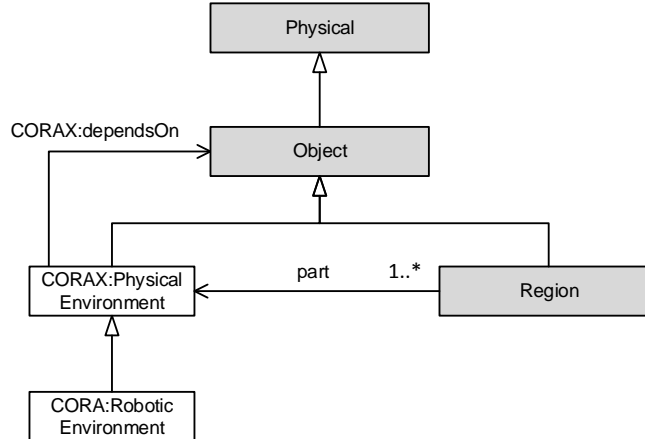 Physical
CORAX:dependsOn
Object
CORAX:Physical
Environment
part
1..*
Region
CORA:Robotic
Environment